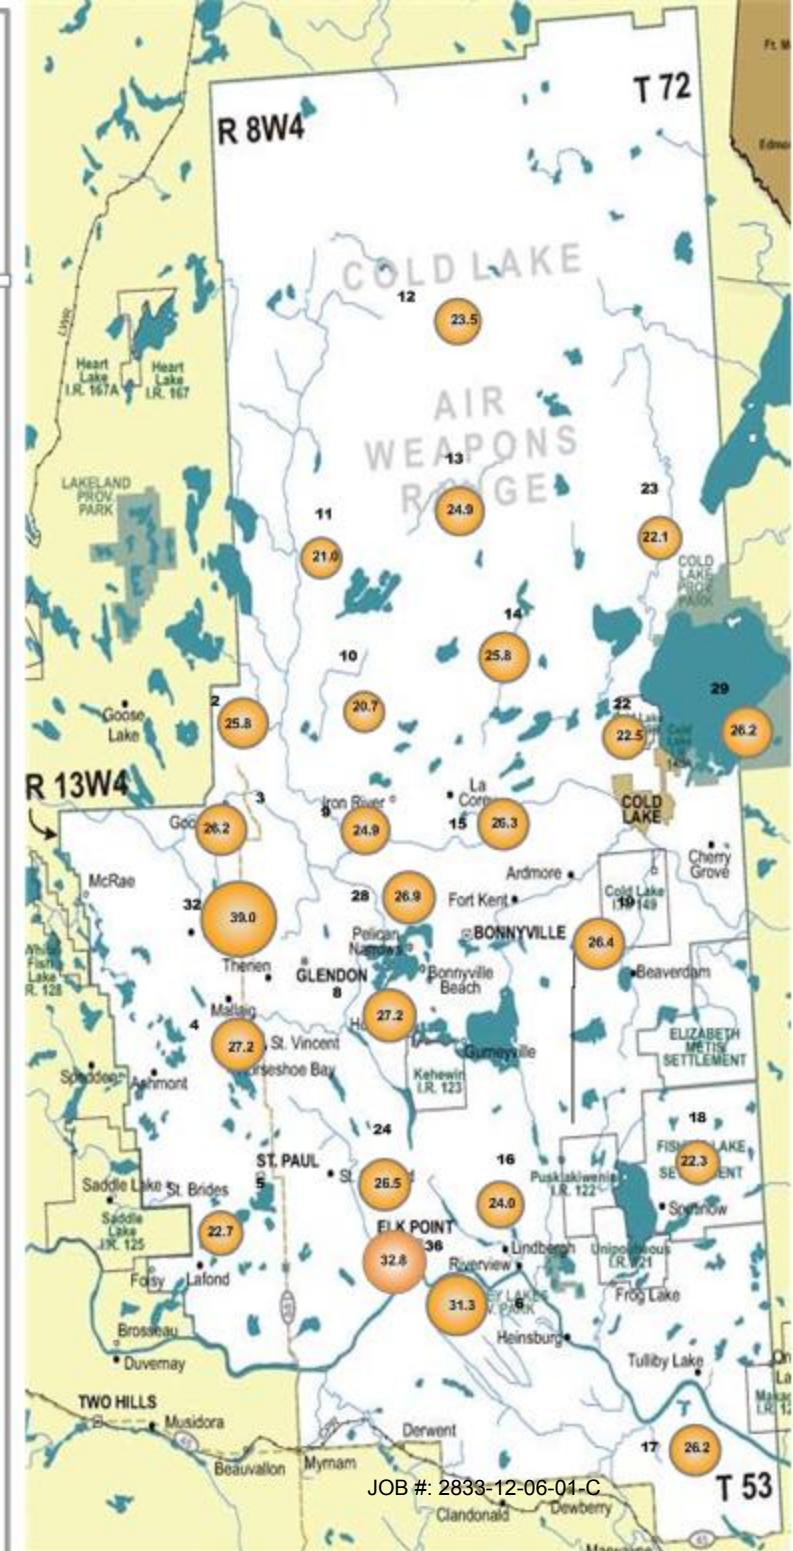 T 72
Ft. M
R 8W4
Edmo
COLD LAKE
12
23.5
LWR
Heart
Lake
I.R. 167A
Heart
Lake
I.R. 167
AIR
WEAPONS
13
LAKELAND
PROV.
PARK
24.9
23
11
22.1
21.0
COLD
LAKE
PROV.
PARK
14
10
25.8
29
2
20.7
22
25.8
22.5
26.2
Goose
Lake
R 13W4
La
Core
3
Iron River
9
COLD
LAKE
26.2
24.9
15
26.3
Cherry
Grove
Ardmore
McRae
28
26.9
Fort Kent
Cold Lake
19
32
39.0
Pelican
Narrows
BONNYVILLE
26.4
Therien
GLENDON
Bonnyville
Beach
Beaverdam
8
Mallaig
27.2
4
27.2
St. Vincent
Gurneyville
ELIZABETH
METIS
SETTLEMENT
Kehewin
I.R. 123
Ashmont
24
18
16
22.3
ST. PAUL
5
26.5
Puskiakiwenin
I.R. 122
Saddle Lake
St. Brides
24.0
Saddle
Lake
I.R. 125
22.7
ELK POINT
36
32.8
Lindbergh
Riverview
Unipouheous
I.R. 121
Foisy
Lafond
31.3
6
Frog Lake
Brosseau
Heinsburg
Duvernay
Tulliby Lake
TWO HILLS
Musidora
45
Derwent
17
26.2
Beauvallon
Myrnam
JOB #: 2833-12-06-01-C
T 53
Clandonald
Dewberry
45